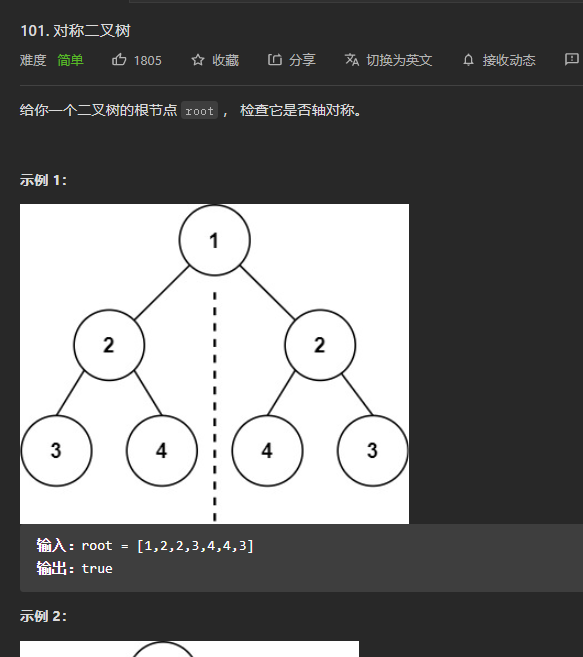 101. 对称二叉树
难度 简单 1805 收藏 分享 切换为英文 接收动态
给你一个二叉树的根节点 root ， 检查它是否轴对称。
示例 1：
1
2 2
3 4 4 3
输入：root = [1,2,2,3,4,4,3]
输出：true
示例 2：